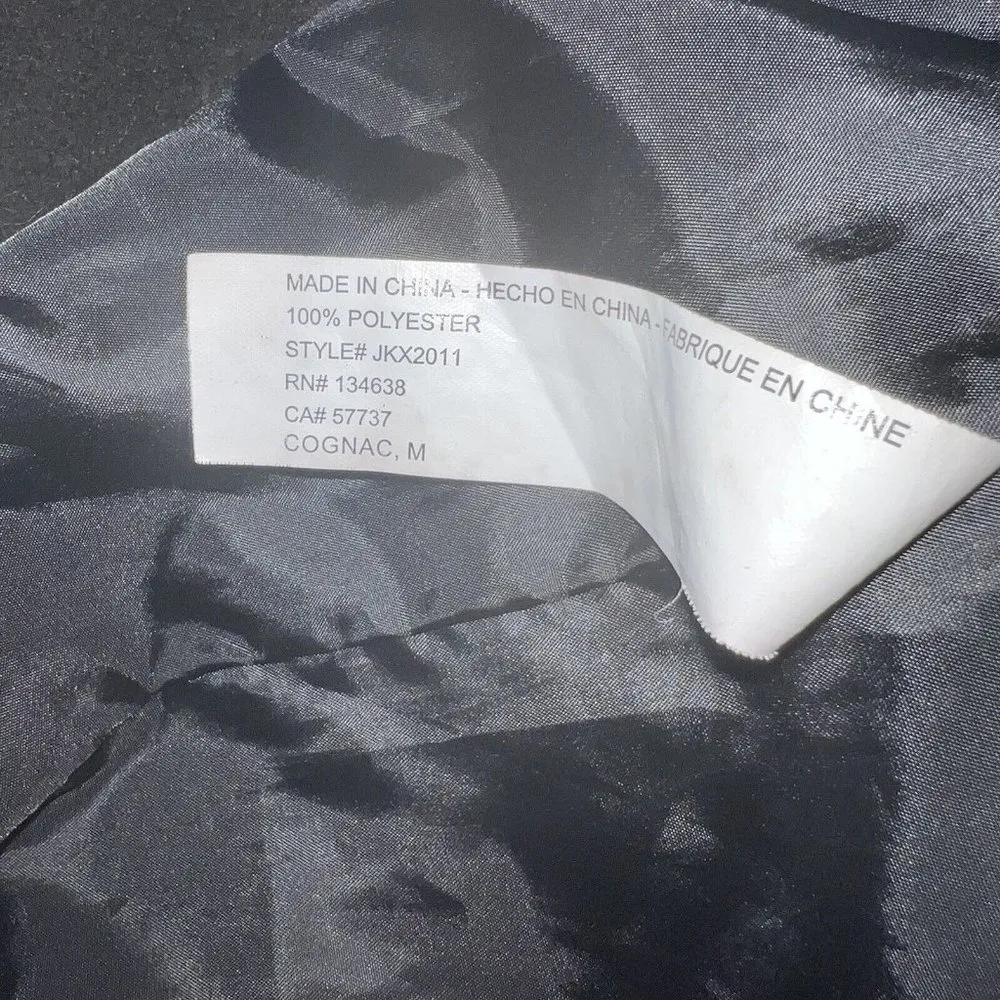 MADE IN CHINA - HECHO EN CHINA - FABRIQUE EN CHINE
100% POLYESTER
STYLE# JKX2011
RN# 134638
CA# 57737
COGNAC, M